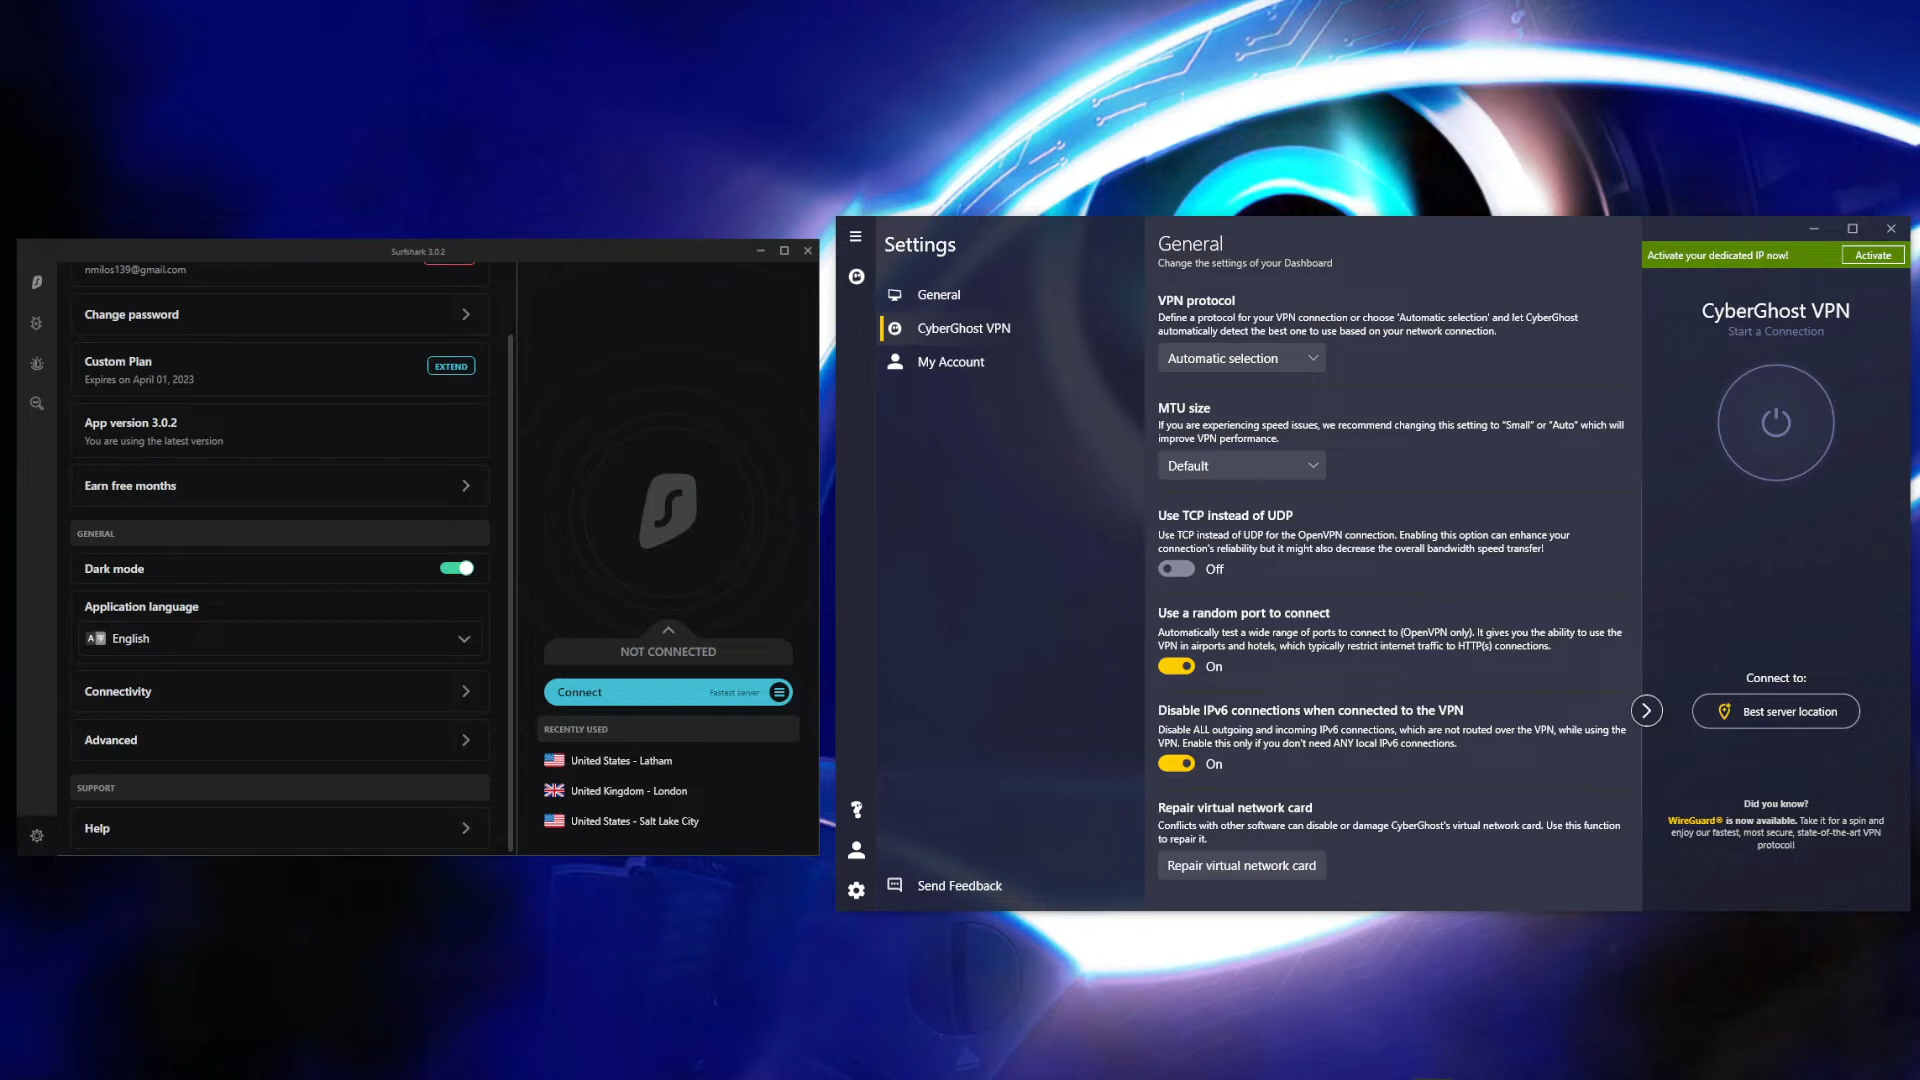 Surfshark 3.0.2
nmilos139@gmail.com
Change password
Custom Plan
Expires on April 01, 2023
EXTEND
App version 3.0.2
You are using the latest version
Earn free months
GENERAL
Dark mode
Application language
English
Connectivity
Advanced
SUPPORT
Help
NOT CONNECTED
Connect
Fastest server
RECENTLY USED
United States - Latham
United Kingdom - London
United States - Salt Lake City
Settings
General
CyberGhost VPN
My Account
Send Feedback
General
Change the settings of your Dashboard
VPN protocol
Define a protocol for your VPN connection or choose 'Automatic selection' and let CyberGhost
automatically detect the best one to use based on your network connection.
Automatic selection
MTU size
If you are experiencing speed issues, we recommend changing this setting to "Small" or "Auto" which will
improve VPN performance.
Default
Use TCP instead of UDP
Use TCP instead of UDP for the OpenVPN connection. Enabling this option can enhance your
connection's reliability but it might also decrease the overall bandwidth speed transfer!
Off
Use a random port to connect
Automatically test a wide range of ports to connect to (OpenVPN only). It gives you the ability to use the
VPN in airports and hotels, which typically restrict internet traffic to HTTP(s) connections.
On
Disable IPv6 connections when connected to the VPN
Disable ALL outgoing and incoming IPv6 connections, which are not routed over the VPN, while using the
VPN. Enable this only if you don't need ANY local IPv6 connections.
On
Repair virtual network card
Conflicts with other software can disable or damage CyberGhost's virtual network card. Use this function
to repair it.
Repair virtual network card
Activate your dedicated IP now!
Activate
CyberGhost VPN
Start a Connection
Connect to:
Best server location
Did you know?
WireGuard® is now available. Take it for a spin and
enjoy our fastest, most secure, state-of-the-art VPN
protocol!